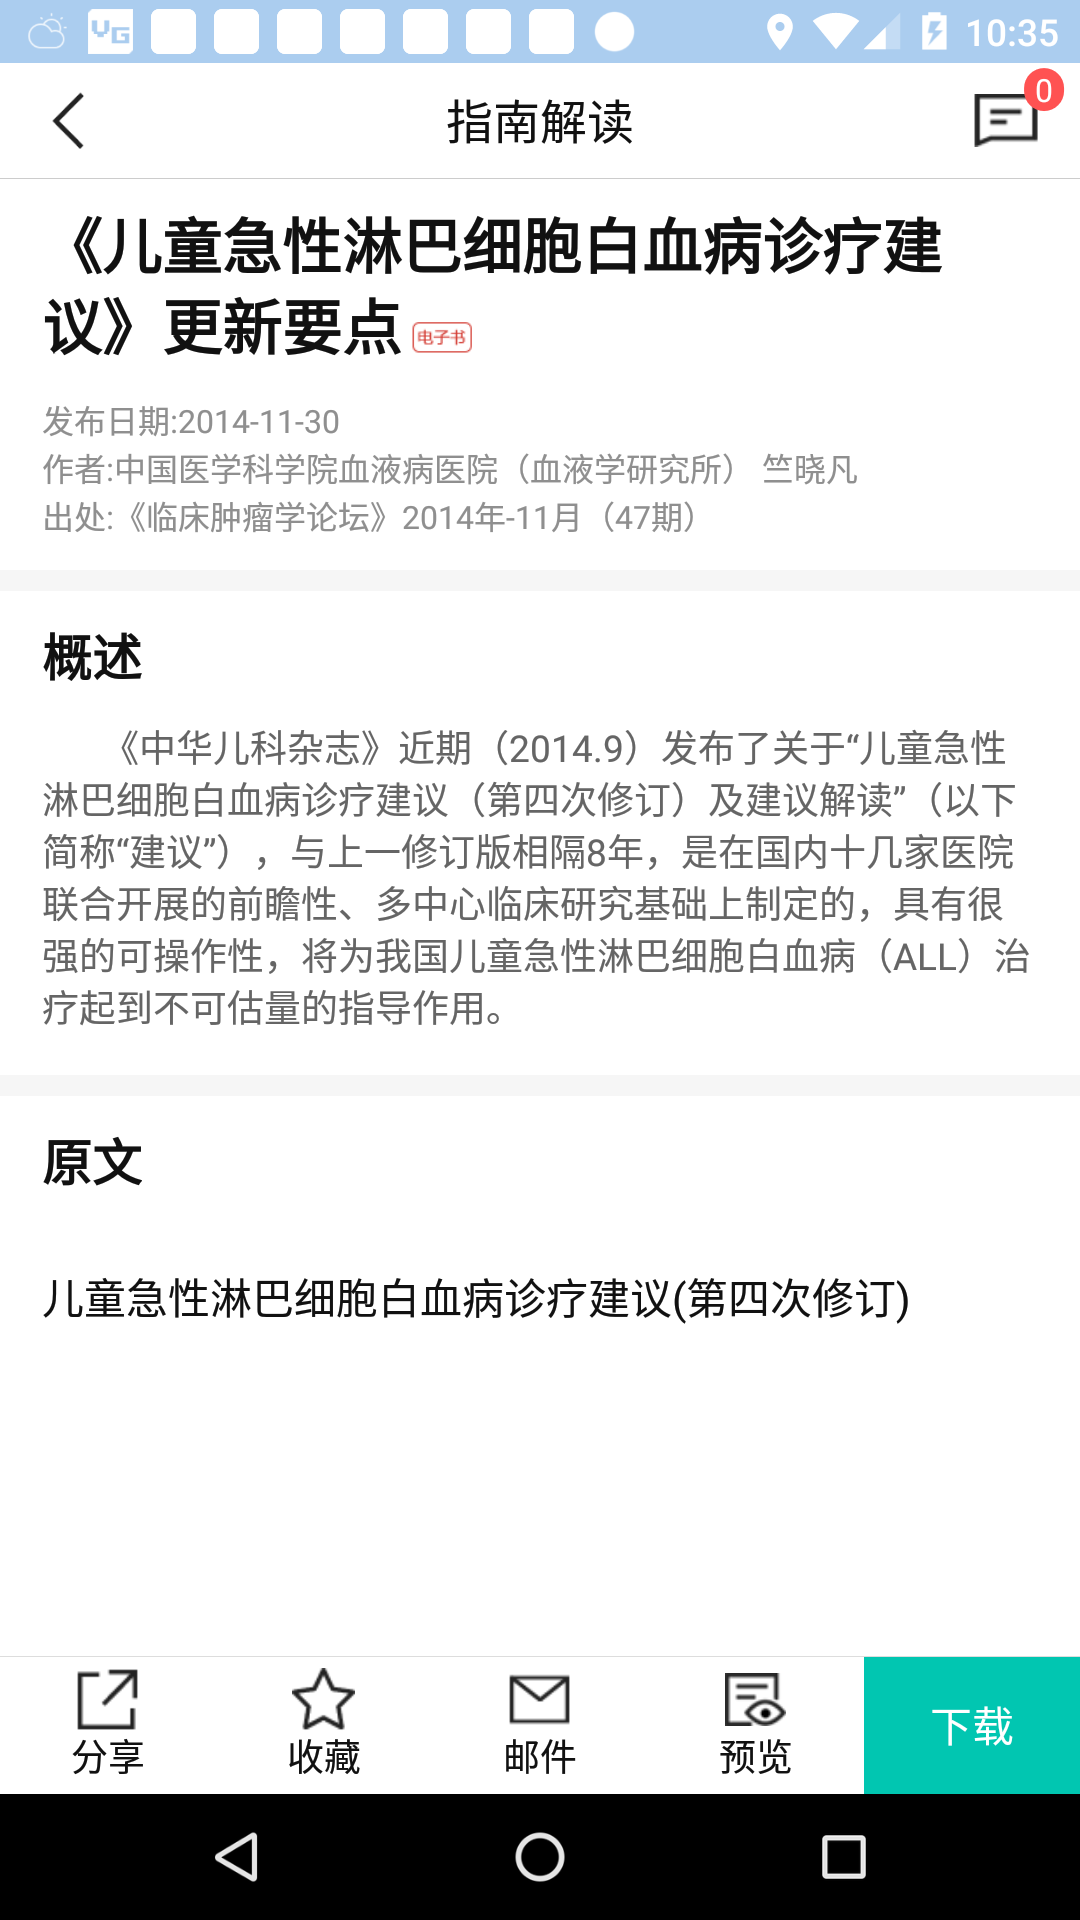 10:35
指南解读
0
《儿童急性淋巴细胞白血病诊疗建
议》更新要点 电子书
发布日期:2014-11-30
作者:中国医学科学院血液病医院（血液学研究所） 竺晓凡
出处:《临床肿瘤学论坛》2014年-11月（47期）
概述
《中华儿科杂志》近期（2014.9）发布了关于“儿童急性
淋巴细胞白血病诊疗建议（第四次修订）及建议解读”（以下
简称“建议”），与上一修订版相隔8年，是在国内十几家医院
联合开展的前瞻性、多中心临床研究基础上制定的，具有很
强的可操作性，将为我国儿童急性淋巴细胞白血病（ALL）治
疗起到不可估量的指导作用。
原文
儿童急性淋巴细胞白血病诊疗建议(第四次修订)
分享
收藏
邮件
预览
下载